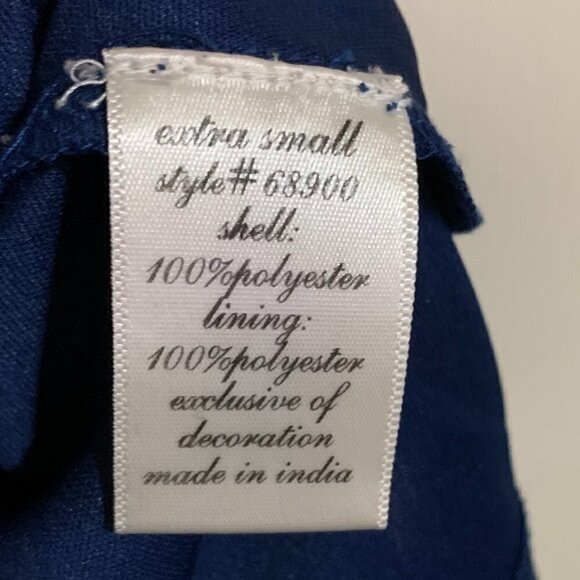 extra small
style# 68900
shell:
100%polyester
lining:
100%polyester
exclusive of
decoration
made in india